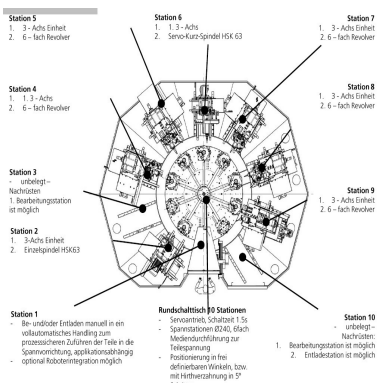 Station 5
1. 3 - Achs Einheit
2. 6 – fach Revolver
Station 6
1. 1. 3 - Achs
2. Servo-Kurz-Spindel HSK 63
Station 7
1. 3 - Achs Einheit
2. 6 - fach Revolver
Station 4
1. 1. 3 - Achs
2. 6 – fach Revolver
Station 8
1. 3 - Achs Einheit
2. 6 - fach Revolver
Station 3
- unbelegt –
Nachrüsten
1. Bearbeitungsstation
ist möglich
Station 9
1. 3 - Achs Einheit
2. 6 - fach Revolver
Station 2
1. 3-Achs Einheit
2. Einzelspindel HSK63
Station 1
- Be- und/oder Entladen manuell in ein
vollautomatisches Handling zum
prozesssicheren Zuführen der Teile in die
Spannvorrichtung, applikationsabhängig
- optional Roboterintegration möglich
Rundschalttisch 10 Stationen
- Servoantrieb, Schaltzeit 1.5s
- Spannstationen Ø240, 6fach
Mediendurchführung zur
Teilespannung
- Positionierung in frei
definierbaren Winkeln, bzw.
mit Hirthverzahnung in 5°
Station 10
- unbelegt –
Nachrüsten:
1. Bearbeitungsstation ist möglich
2. Entladestation ist möglich